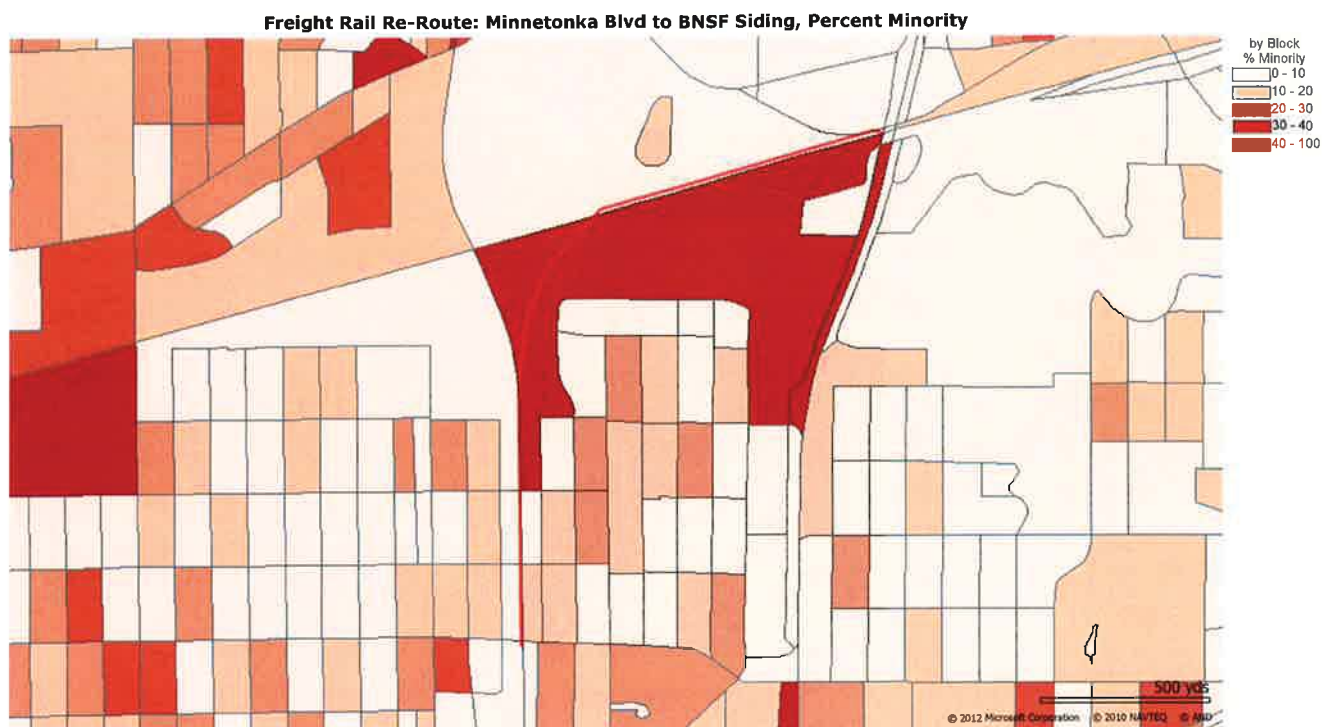 Freight Rail Re-Route: Minnetonka Blvd to BNSF Siding, Percent Minority
by Block
% Minority
0 - 10
10 - 20
20 - 30
30 - 40
40 - 100
500 yds
© 2012 Microsoft Corporation © 2010 NAVTEQ © AND